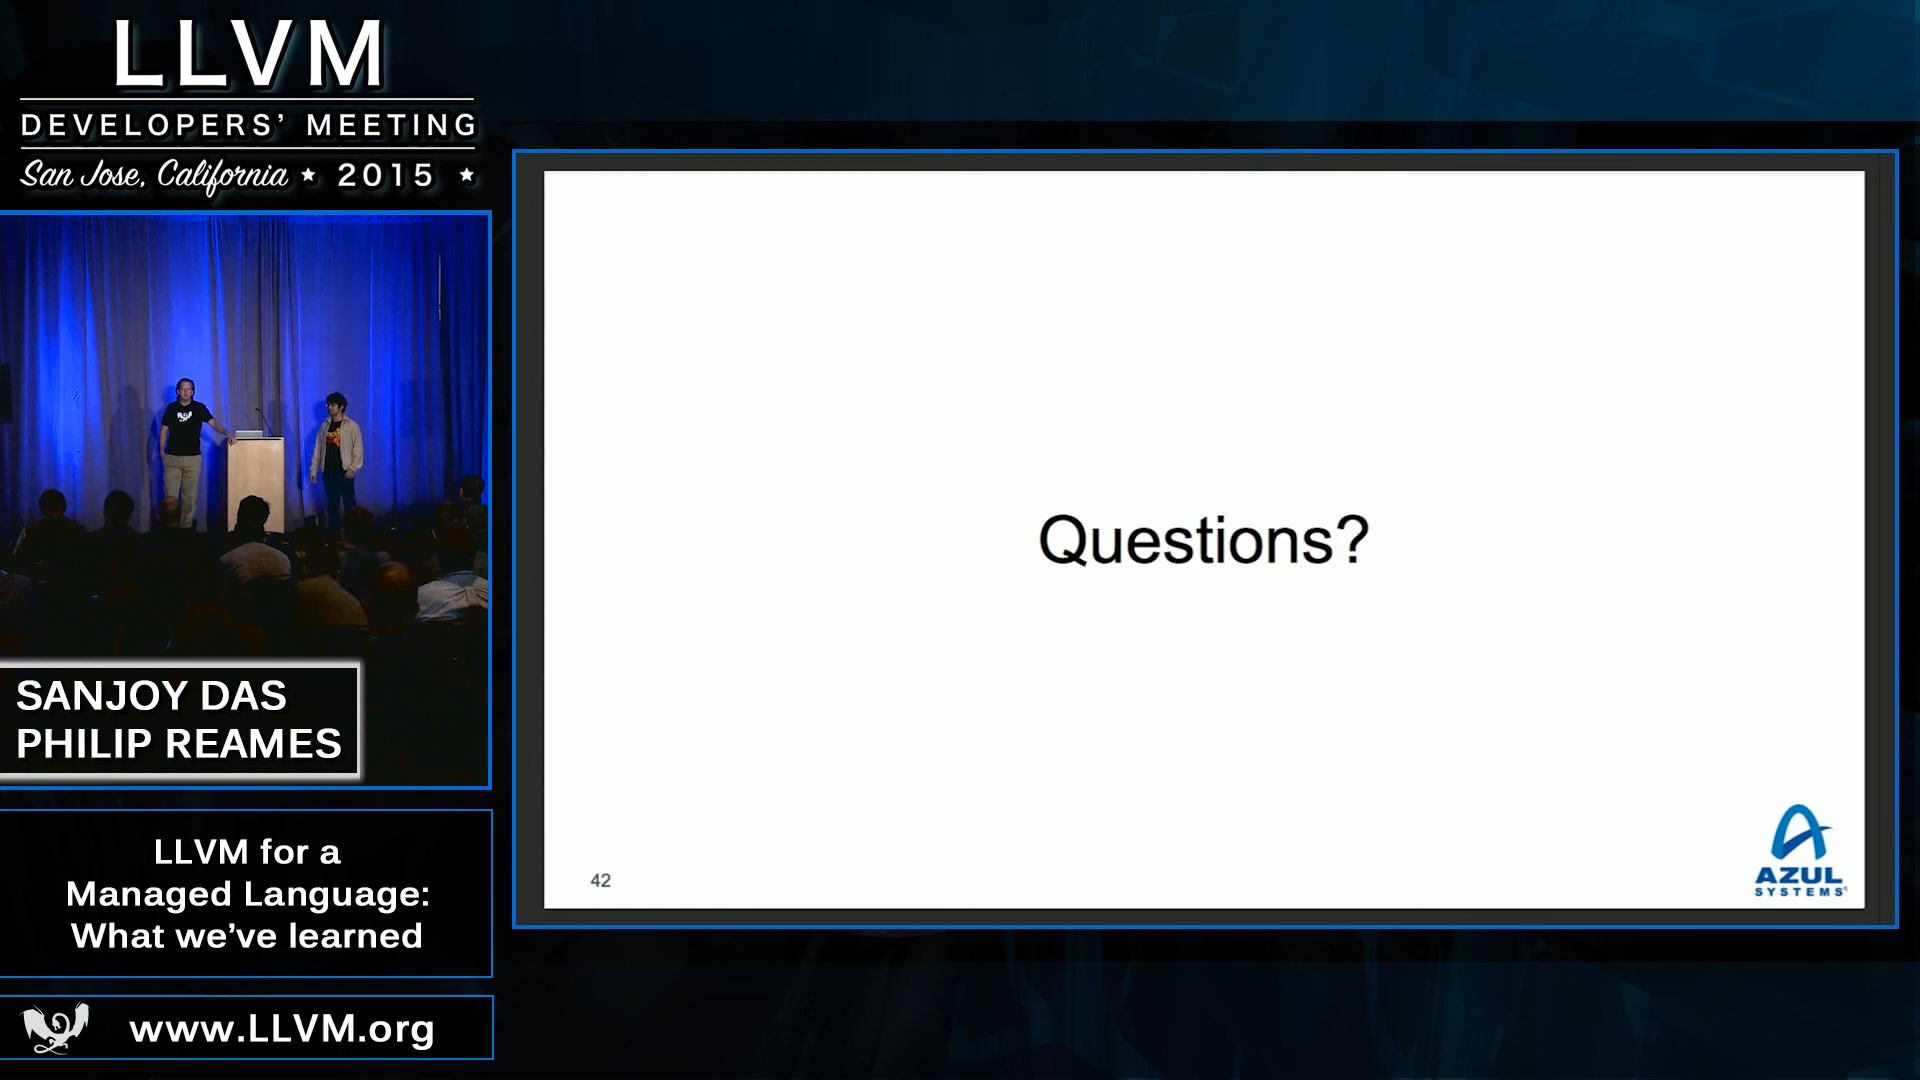 LLVM
DEVELOPERS' MEETING
San Jose, California ★ 2015 ★
SANJOY DAS
PHILIP REAMES
LLVM for a
Managed Language:
What we've learned
www.LLVM.org
Questions?
42
AZUL
SYSTEMS®